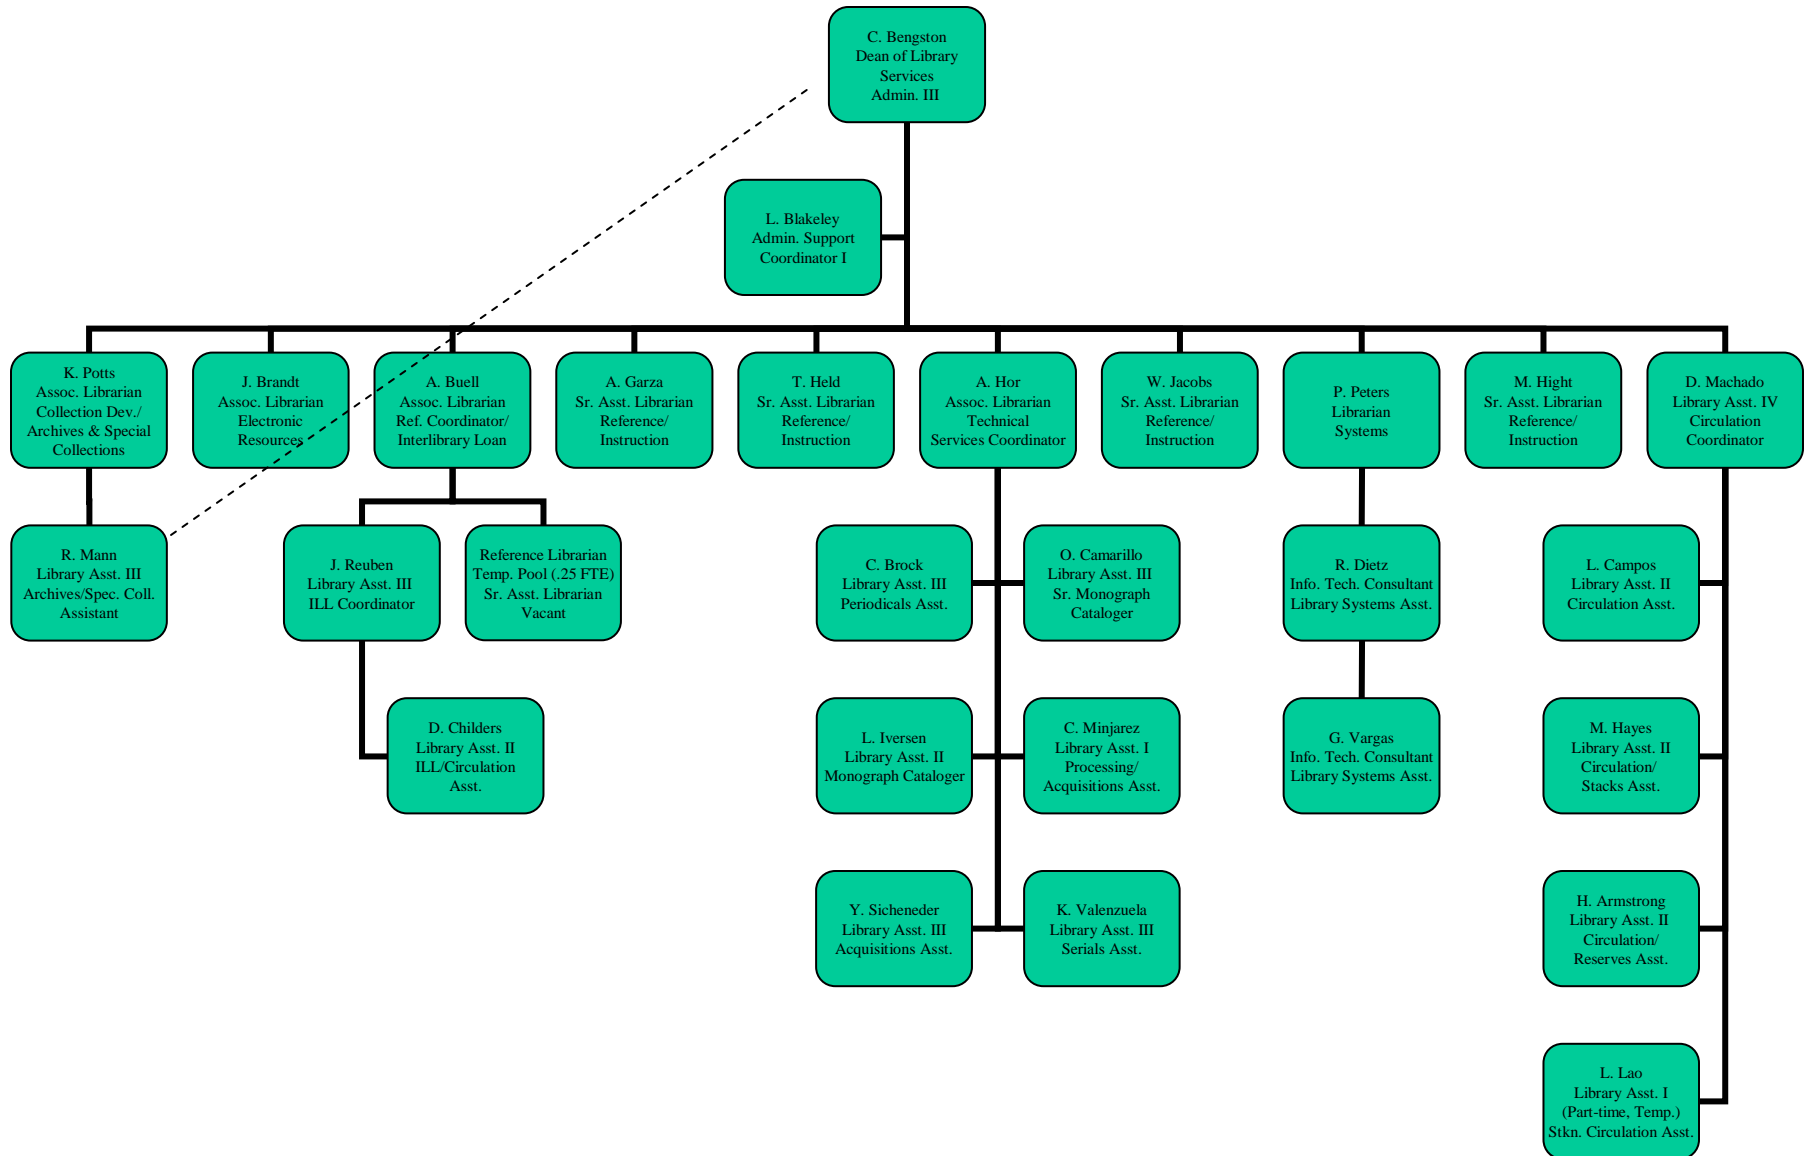 C. Bengston
Dean of Library
Services
Admin. III
L. Blakeley
Admin. Support
Coordinator I
K. Potts
Assoc. Librarian
Collection Dev./
Archives & Special
Collections
J. Brandt
Assoc. Librarian
Electronic
Resources
A. Buell
Assoc. Librarian
Ref. Coordinator/
Interlibrary Loan
A. Garza
Sr. Asst. Librarian
Reference/
Instruction
T. Held
Sr. Asst. Librarian
Reference/
Instruction
A. Hor
Assoc. Librarian
Technical
Services Coordinator
W. Jacobs
Sr. Asst. Librarian
Reference/
Instruction
P. Peters
Librarian
Systems
M. Hight
Sr. Asst. Librarian
Reference/
Instruction
D. Machado
Library Asst. IV
Circulation
Coordinator
R. Mann
Library Asst. III
Archives/Spec. Coll.
Assistant
J. Reuben
Library Asst. III
ILL Coordinator
Reference Librarian
Temp. Pool (.25 FTE)
Sr. Asst. Librarian
Vacant
C. Brock
Library Asst. III
Periodicals Asst.
O. Camarillo
Library Asst. III
Sr. Monograph
Cataloger
R. Dietz
Info. Tech. Consultant
Library Systems Asst.
L. Campos
Library Asst. II
Circulation Asst.
D. Childers
Library Asst. II
ILL/Circulation
Asst.
L. Iversen
Library Asst. II
Monograph Cataloger
C. Minjarez
Library Asst. I
Processing/
Acquisitions Asst.
G. Vargas
Info. Tech. Consultant
Library Systems Asst.
M. Hayes
Library Asst. II
Circulation/
Stacks Asst.
Y. Sicheneder
Library Asst. III
Acquisitions Asst.
K. Valenzuela
Library Asst. III
Serials Asst.
H. Armstrong
Library Asst. II
Circulation/
Reserves Asst.
L. Lao
Library Asst. I
(Part-time, Temp.)
Stkn. Circulation Asst.